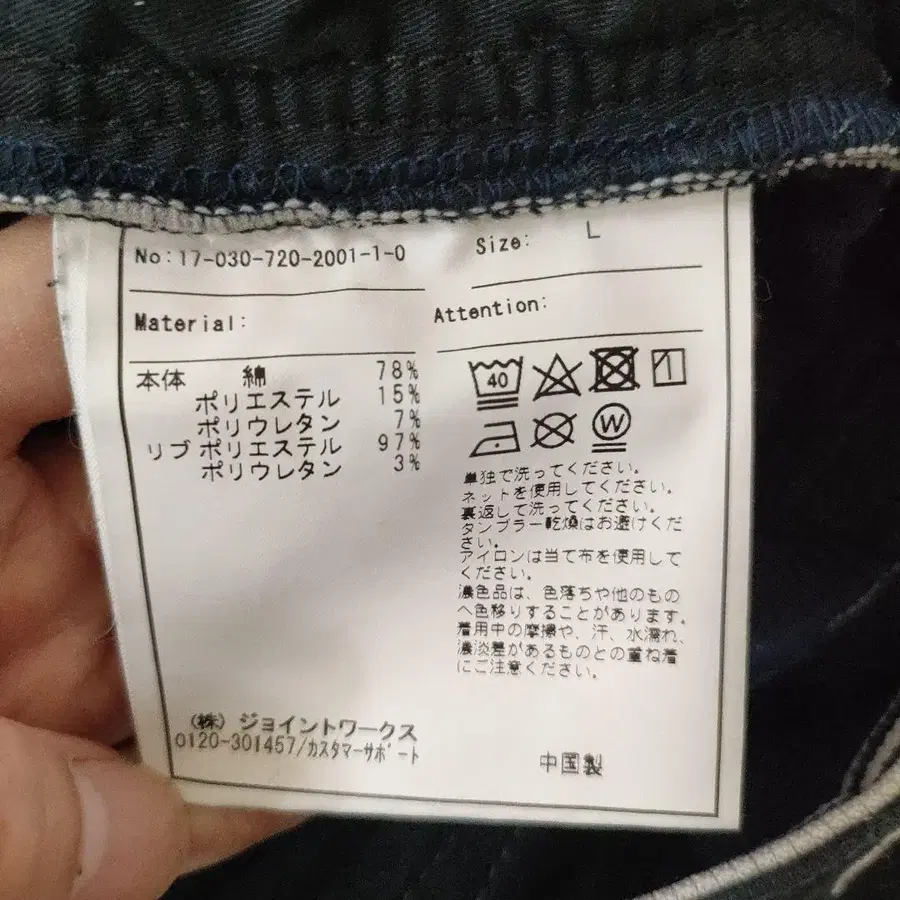 No:17-030-720-2001-1-0
Size: L
Material:
Attention:
本体 綿 78%
ポリエステル 15%
ポリウレタン 7%
リブ ポリエステル 97%
ポリウレタン 3%
40
1
W
単独で洗ってください。
ネットを使用してください。
裏返して洗ってください。
タンブラー乾燥はお避けくだ
さい。
アイロンは当て布を使用して
ください。
濃色品は、色落ちや他のもの
へ色移りすることがあります。
着用中の摩擦や、汗、水濡れ、
濃淡差があるものとの重ね着
にご注意ください。
(株)ジョイントワークス
0120-301457/カスタマーサポート
中国製